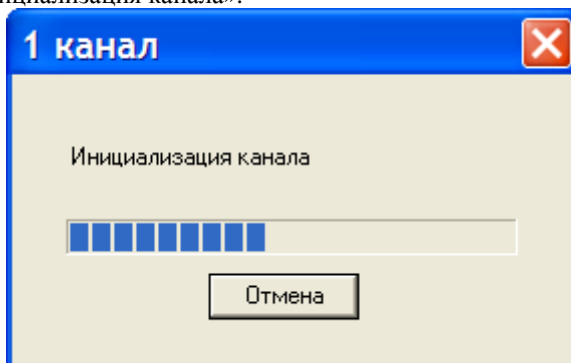 1 канал
Инициализация канала
Отмена